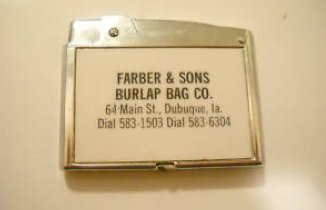 FARBER & SONS
BURLAP BAG CO.
64 Main St., Dubuque, Ia.
Dial 583-1503 Dial 583-6304